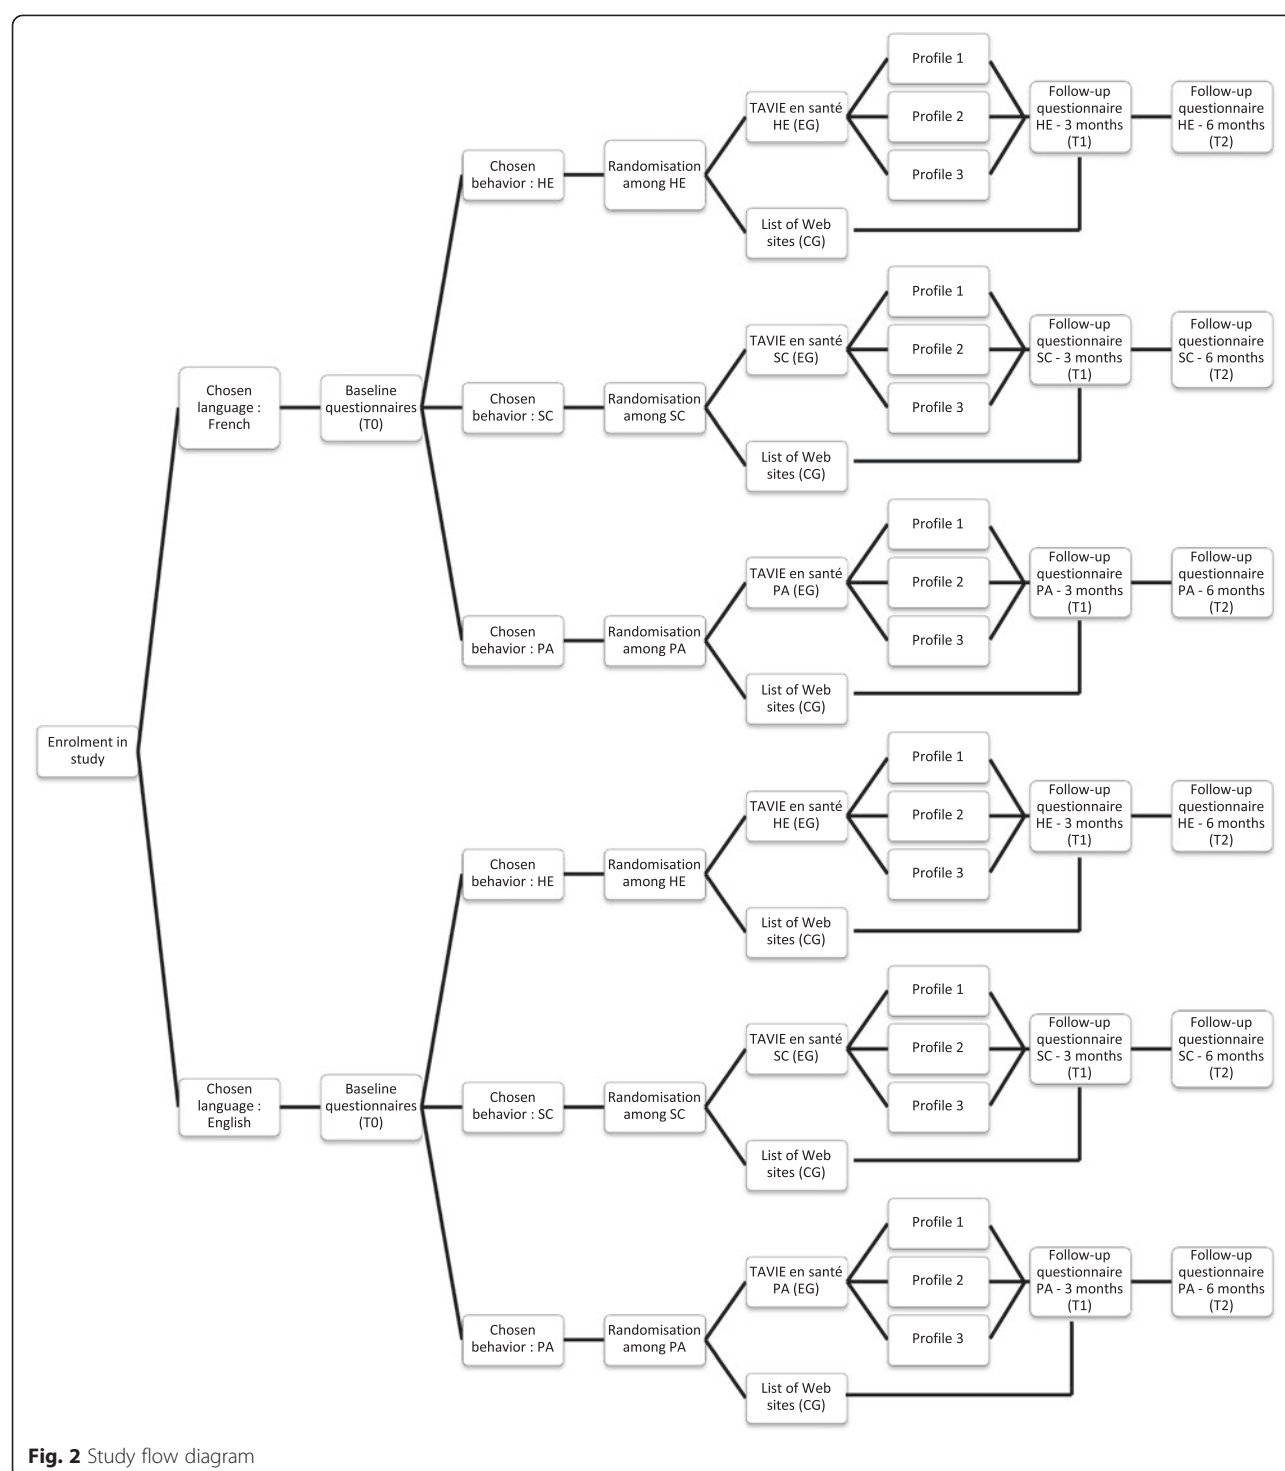 Enrolment in
study
Chosen
language :
French
Baseline
questionnaires
(T0)
Chosen
behavior : HE
Randomisation
among HE
TAVIE en santé
HE (EG)
Profile 1
Profile 2
Profile 3
List of Web
sites (CG)
Follow-up
questionnaire
HE - 3 months
(T1)
Follow-up
questionnaire
HE - 6 months
(T2)
Chosen
behavior : SC
Randomisation
among SC
TAVIE en santé
SC (EG)
Profile 1
Profile 2
Profile 3
List of Web
sites (CG)
Follow-up
questionnaire
SC - 3 months
(T1)
Follow-up
questionnaire
SC - 6 months
(T2)
Chosen
behavior : PA
Randomisation
among PA
TAVIE en santé
PA (EG)
Profile 1
Profile 2
Profile 3
List of Web
sites (CG)
Follow-up
questionnaire
PA - 3 months
(T1)
Follow-up
questionnaire
PA - 6 months
(T2)
Chosen
language :
English
Baseline
questionnaires
(T0)
Chosen
behavior : HE
Randomisation
among HE
TAVIE en santé
HE (EG)
Profile 1
Profile 2
Profile 3
List of Web
sites (CG)
Follow-up
questionnaire
HE - 3 months
(T1)
Follow-up
questionnaire
HE - 6 months
(T2)
Chosen
behavior : SC
Randomisation
among SC
TAVIE en santé
SC (EG)
Profile 1
Profile 2
Profile 3
List of Web
sites (CG)
Follow-up
questionnaire
SC - 3 months
(T1)
Follow-up
questionnaire
SC - 6 months
(T2)
Chosen
behavior : PA
Randomisation
among PA
TAVIE en santé
PA (EG)
Profile 1
Profile 2
Profile 3
List of Web
sites (CG)
Follow-up
questionnaire
PA - 3 months
(T1)
Follow-up
questionnaire
PA - 6 months
(T2)
Fig. 2 Study flow diagram